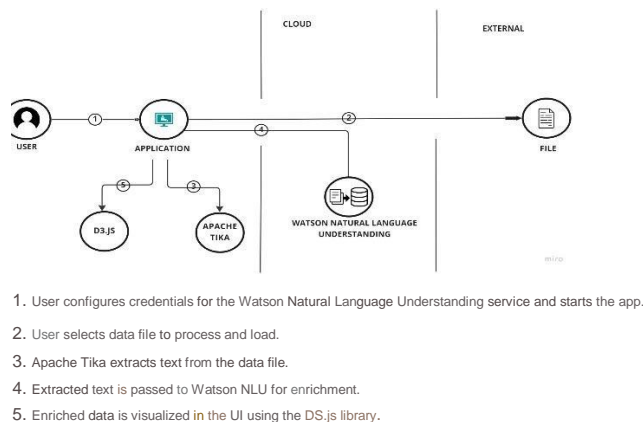 CLOUD
EXTERNAL
1
2
4
USER
APPLICATION
FILE
5
3
D3.JS
APACHE
TIKA
WATSON NATURAL LANGUAGE
UNDERSTANDING
miro
1. User configures credentials for the Watson Natural Language Understanding service and starts the app.
2. User selects data file to process and load.
3. Apache Tika extracts text from the data file.
4. Extracted text is passed to Watson NLU for enrichment.
5. Enriched data is visualized in the UI using the DS.js library.